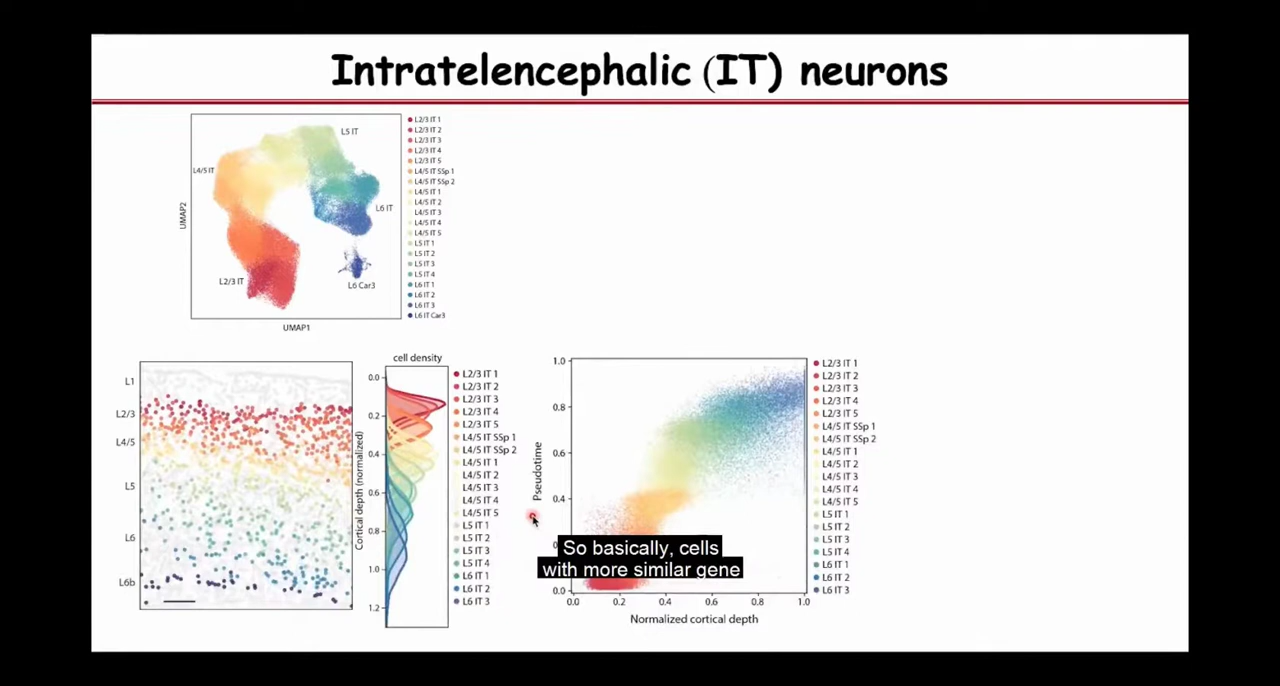 Intratelencephalic (IT) neurons
L5 IT
L4/5 IT
L6 IT
L2/3 IT
L6 Car3
UMAP2
UMAP1
L2/3 IT 1
L2/3 IT 2
L2/3 IT 3
L2/3 IT 4
L2/3 IT 5
L4/5 IT SSp 1
L4/5 IT SSp 2
L4/5 IT 1
L4/5 IT 2
L4/5 IT 3
L4/5 IT 4
L4/5 IT 5
L5 IT 1
L5 IT 2
L5 IT 3
L5 IT 4
L6 IT 1
L6 IT 2
L6 IT 3
L6 IT Car3
L1
L2/3
L4/5
L5
L6
L6b
cell density
Cortical depth (normalized)
0.0
0.2
0.4
0.6
0.8
1.0
1.2
L2/3 IT 1
L2/3 IT 2
L2/3 IT 3
L2/3 IT 4
L2/3 IT 5
L4/5 IT SSp 1
L4/5 IT SSp 2
L4/5 IT 1
L4/5 IT 2
L4/5 IT 3
L4/5 IT 4
L4/5 IT 5
L5 IT 1
L5 IT 2
L5 IT 3
L5 IT 4
L6 IT 1
L6 IT 2
L6 IT 3
Pseudotime
1.0
0.8
0.6
0.4
0.0
0.0 0.2 0.4 0.6 0.8 1.0
Normalized cortical depth
L2/3 IT 1
L2/3 IT 2
L2/3 IT 3
L2/3 IT 4
L2/3 IT 5
L4/5 IT SSp 1
L4/5 IT SSp 2
L4/5 IT 1
L4/5 IT 2
L4/5 IT 3
L4/5 IT 4
L4/5 IT 5
L5 IT 1
L5 IT 2
L5 IT 3
L5 IT 4
L6 IT 1
L6 IT 2
L6 IT 3
So basically, cells
with more similar gene